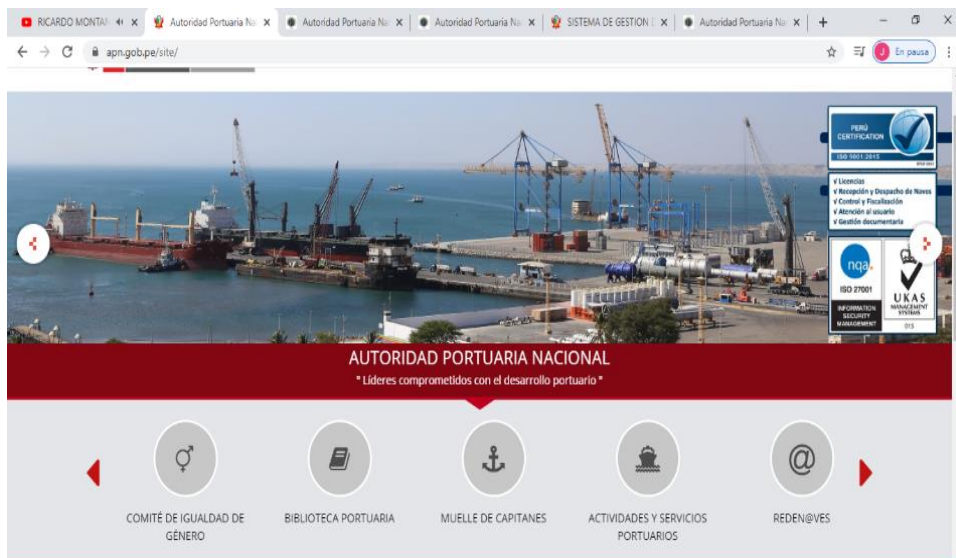 RICARDO MONTAN
Autoridad Portuaria Na
Autoridad Portuaria Na
Autoridad Portuaria Na
SISTEMA DE GESTION
Autoridad Portuaria Na
apn.gob.pe/site/
J
En pausa
PERÚ
CERTIFICATION
ISO 9001:2015
√ Licencias
√ Recepción y Despacho de Naves
√ Control y Fiscalización
√ Atención al usuario
√ Gestión documentaria
nqa.
ISO 27001
INFORMATION
SECURITY
MANAGEMENT
UKAS
MANAGEMENT
SYSTEMS
015
AUTORIDAD PORTUARIA NACIONAL
" Líderes comprometidos con el desarrollo portuario "
COMITÉ DE IGUALDAD DE
GÉNERO
BIBLIOTECA PORTUARIA
MUELLE DE CAPITANES
ACTIVIDADES Y SERVICIOS
PORTUARIOS
REDEN@VES